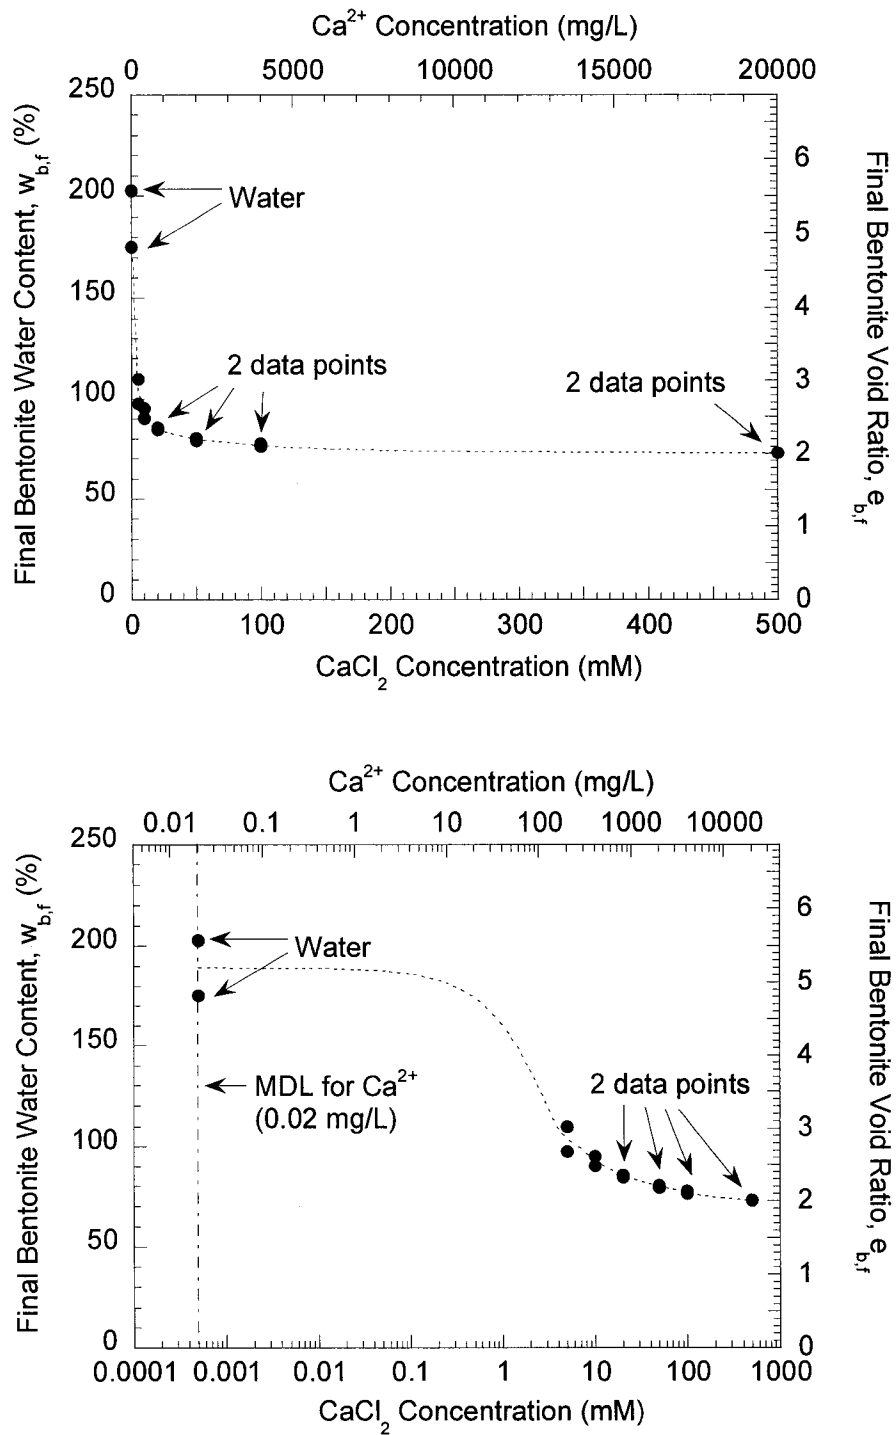 Ca2+ Concentration (mg/L)
0 5000 10000 15000 20000
Final Bentonite Water Content, wb,f (%)
250
200
150
100
50
0
Water
2 data points
2 data points
6
5
4
3
2
1
0
Final Bentonite Void Ratio, eb,f
0 100 200 300 400 500
CaCl2 Concentration (mM)
Ca2+ Concentration (mg/L)
0.01 0.1 1 10 100 1000 10000
Final Bentonite Water Content, wb,f (%)
250
200
150
100
50
0
Water
MDL for Ca2+
(0.02 mg/L)
2 data points
6
5
4
3
2
1
0
Final Bentonite Void Ratio, eb,f
0.0001 0.001 0.01 0.1 1 10 100 1000
CaCl2 Concentration (mM)